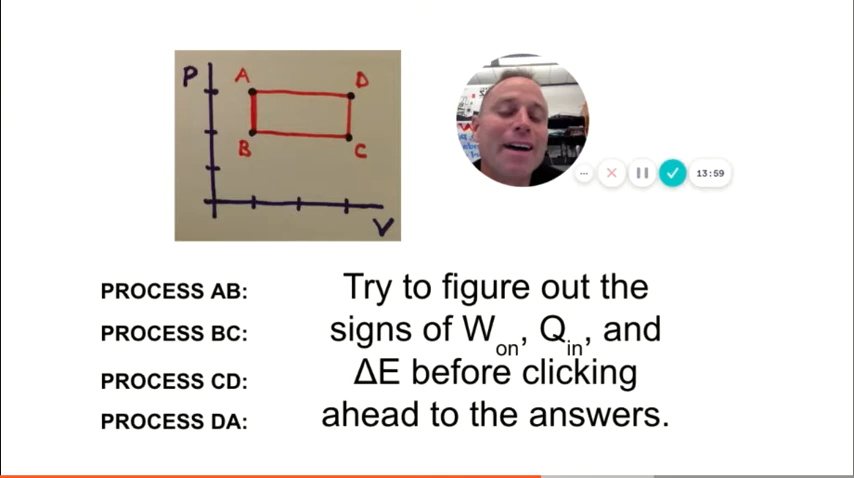 P
A
D
B
C
V
13:59
PROCESS AB:
PROCESS BC:
PROCESS CD:
PROCESS DA:
Try to figure out the
signs of Won, Qin, and
ΔE before clicking
ahead to the answers.